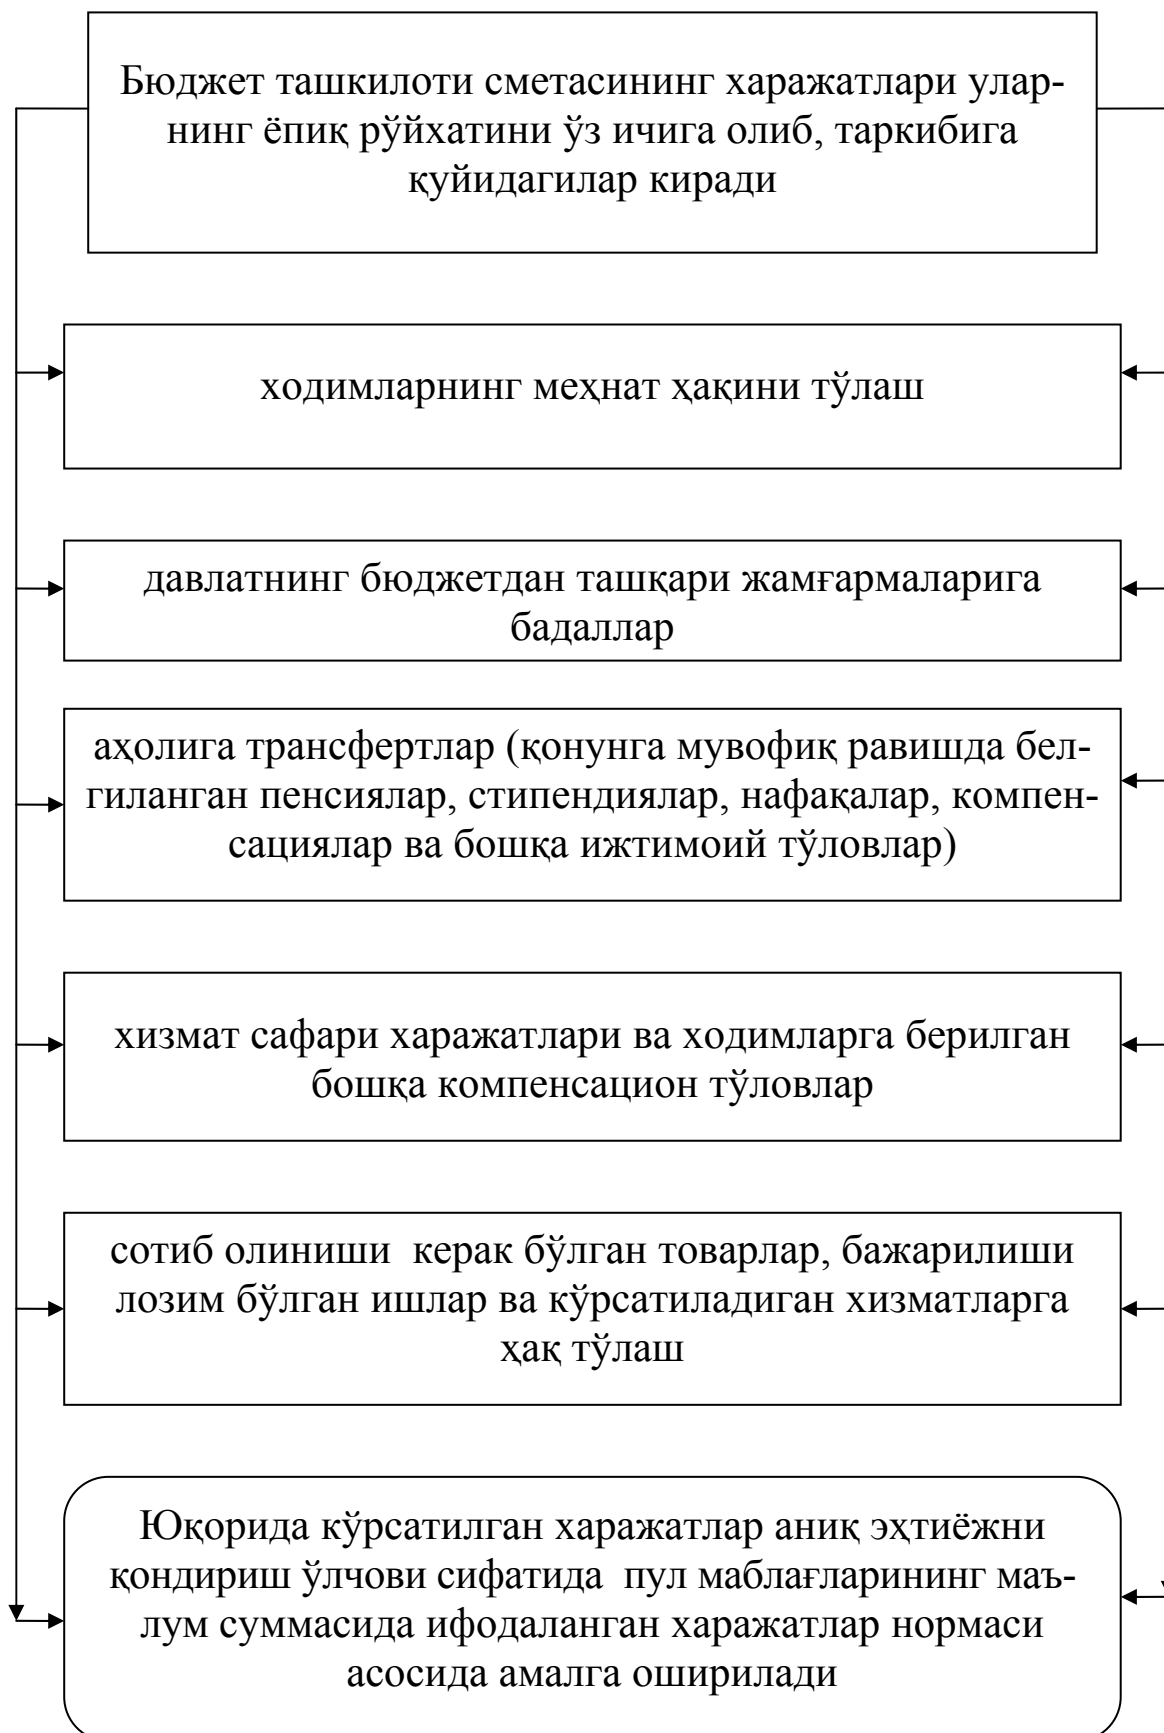 Бюджет ташкилоти сметасининг харажатлари улар-
нинг ёпиқ рўйхатини ўз ичига олиб, таркибига
қуйидагилар киради
ходимларнинг меҳнат ҳақини тўлаш
давлатнинг бюджетдан ташқари жамғармаларига
бадаллар
аҳолига трансфертлар (қонунга мувофиқ равишда бел-
гиланган пенсиялар, стипендиялар, нафақалар, компен-
сациялар ва бошқа ижтимоий тўловлар)
хизмат сафари харажатлари ва ходимларга берилган
бошқа компенсацион тўловлар
сотиб олиниши  керак бўлган товарлар, бажарилиши
лозим бўлган ишлар ва кўрсатиладиган хизматларга
ҳақ тўлаш
Юқорида кўрсатилган харажатлар аниқ эҳтиёжни
қондириш ўлчови сифатида  пул маблағларининг маъ-
лум суммасида ифодаланган харажатлар нормаси
асосида амалга оширилади